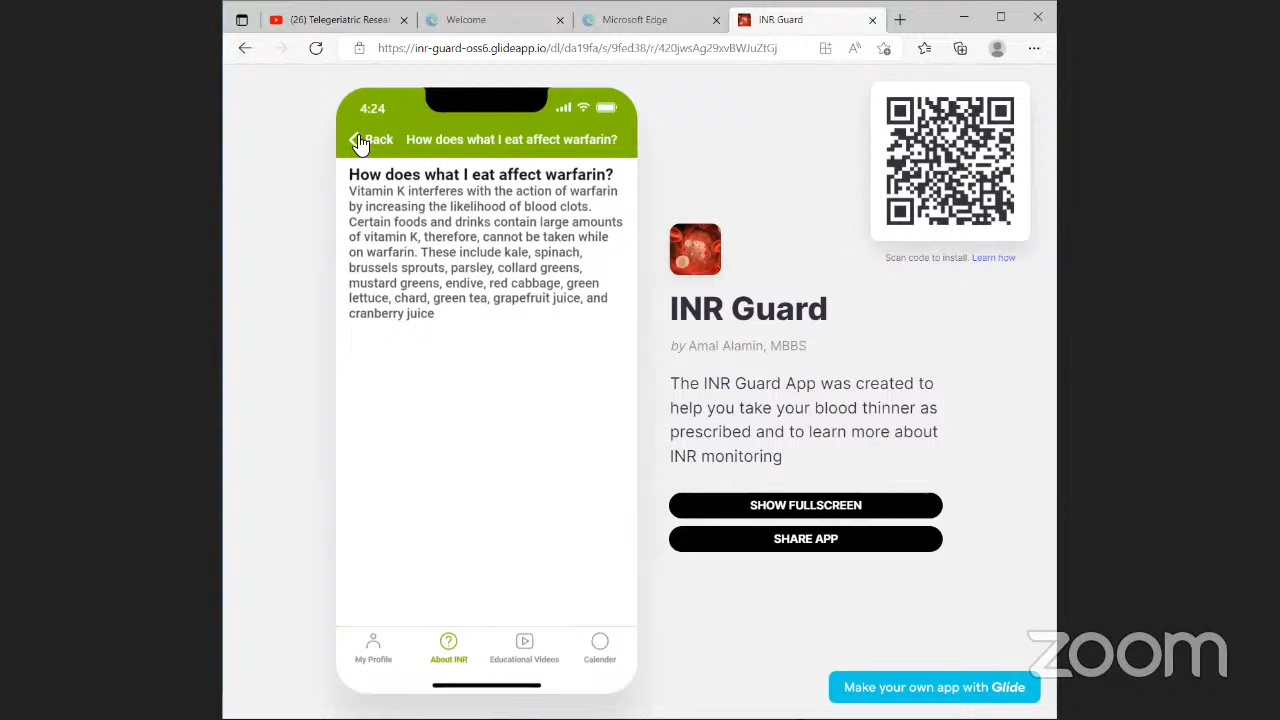 (26) Telegeriatric Resea
Welcome
Microsoft Edge
INR Guard
https://inr-guard-oss6.glideapp.io/dl/da19fa/s/9fed38/r/420jwsAg29xvBWJuZtGj
4:24
Back
How does what I eat affect warfarin?
How does what I eat affect warfarin?
Vitamin K interferes with the action of warfarin
by increasing the likelihood of blood clots.
Certain foods and drinks contain large amounts
of vitamin K, therefore, cannot be taken while
on warfarin. These include kale, spinach,
brussels sprouts, parsley, collard greens,
mustard greens, endive, red cabbage, green
lettuce, chard, green tea, grapefruit juice, and
cranberry juice
My Profile
About INR
Educational Videos
Calender
Scan code to install. Learn how
INR Guard
by Amal Alamin, MBBS
The INR Guard App was created to
help you take your blood thinner as
prescribed and to learn more about
INR monitoring
SHOW FULLSCREEN
SHARE APP
Make your own app with Glide
zoom